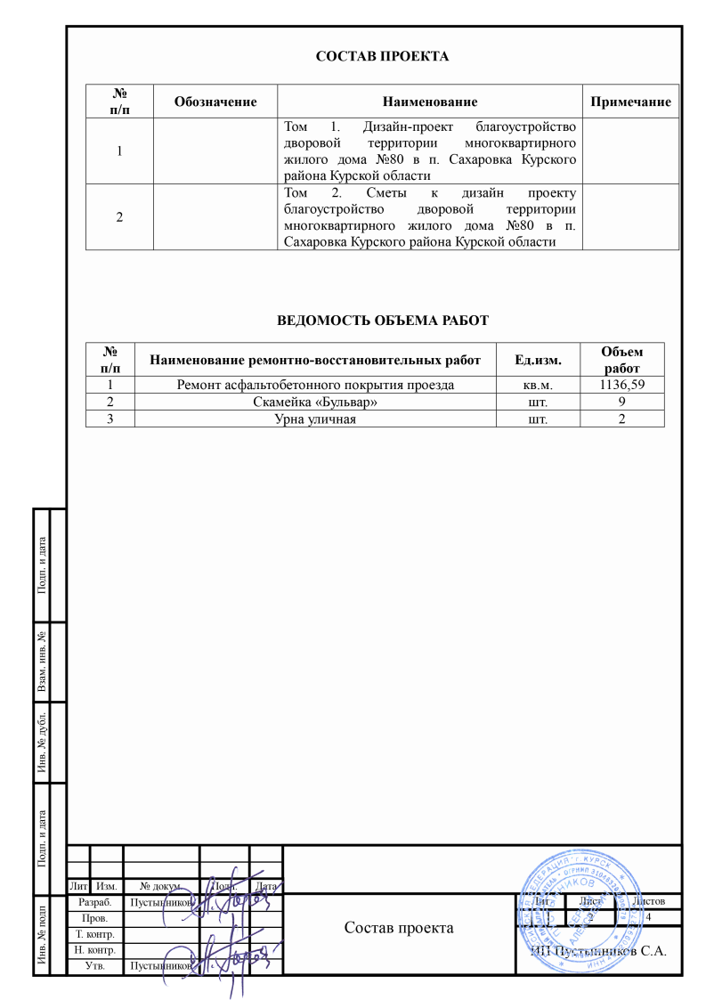 СОСТАВ ПРОЕКТА
№ п/п Обозначение Наименование Примечание
1 Том 1. Дизайн-проект благоустройство
дворовой территории многоквартирного
жилого дома №80 в п. Сахаровка Курского
района Курской области
2 Том 2. Сметы к дизайн проекту
благоустройство дворовой территории
многоквартирного жилого дома №80 в п.
Сахаровка Курского района Курской области
ВЕДОМОСТЬ ОБЪЕМА РАБОТ
№ п/п Наименование ремонтно-восстановительных работ Ед.изм. Объем работ
1 Ремонт асфальтобетонного покрытия проезда кв.м. 1136,59
2 Скамейка «Бульвар» шт. 9
3 Урна уличная шт. 2
Подп. и дата
Взам. инв. №
Инв. № дубл.
Подп. и дата
Инв. № подп
Лит Изм. № докум. Подп. Дата
Разраб. Пустынников
Пров.
Т. контр.
Н. контр.
Утв. Пустынников
Состав проекта
Лит Лист Листов
1 2 4
ИП Пустынников С.А.
г. КУРСК